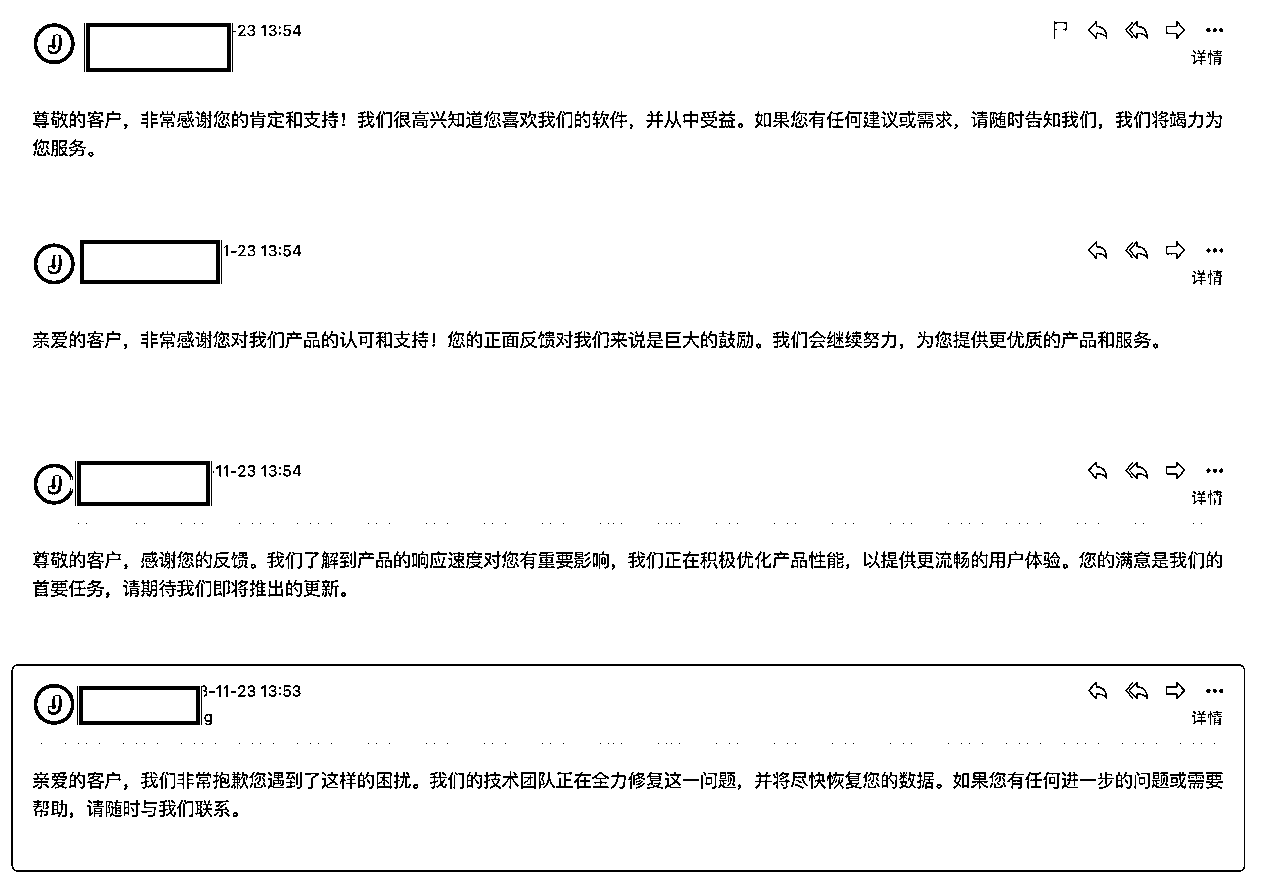 -23 13:54
详情
尊敬的客户，非常感谢您的肯定和支持！我们很高兴知道您喜欢我们的软件，并从中受益。如果您有任何建议或需求，请随时告知我们，我们将竭力为
您服务。
1-23 13:54
详情
亲爱的客户，非常感谢您对我们产品的认可和支持！您的正面反馈对我们来说是巨大的鼓励。我们会继续努力，为您提供更优质的产品和服务。
-11-23 13:54
详情
尊敬的客户，感谢您的反馈。我们了解到产品的响应速度对您有重要影响，我们正在积极优化产品性能，以提供更流畅的用户体验。您的满意是我们的
首要任务，请期待我们即将推出的更新。
3-11-23 13:53
g
详情
亲爱的客户，我们非常抱歉您遇到了这样的困扰。我们的技术团队正在全力修复这一问题，并将尽快恢复您的数据。如果您有任何进一步的问题或需要
帮助，请随时与我们联系。